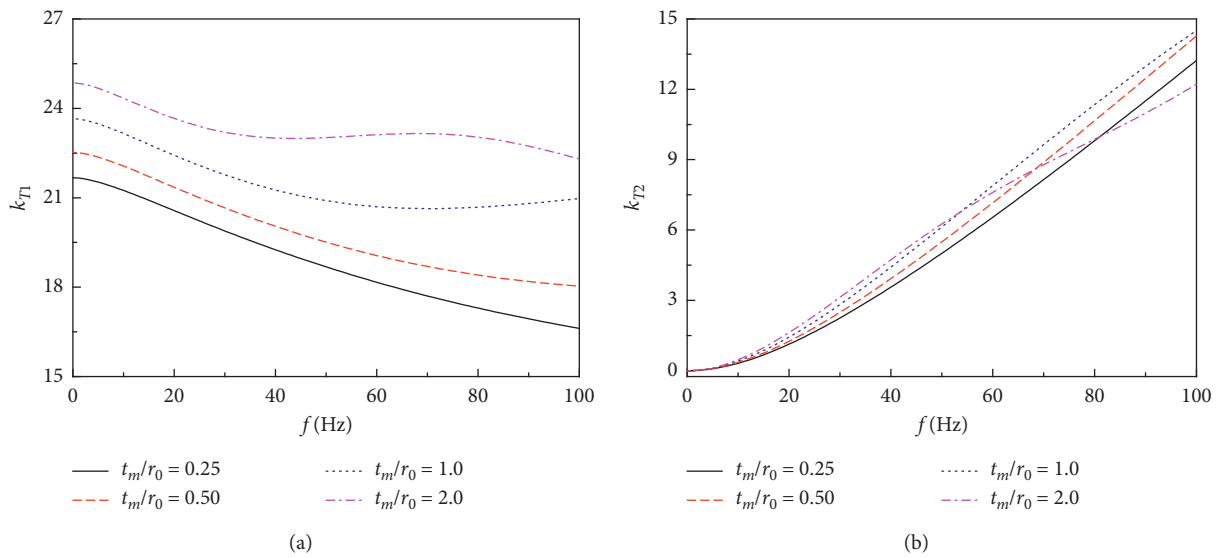 27
24
21
18
15
k_T1
0 20 40 60 80 100
f (Hz)
t_m/r_0 = 0.25
t_m/r_0 = 0.50
t_m/r_0 = 1.0
t_m/r_0 = 2.0
(a)
15
12
9
6
3
0
k_T2
0 20 40 60 80 100
f (Hz)
t_m/r_0 = 0.25
t_m/r_0 = 0.50
t_m/r_0 = 1.0
t_m/r_0 = 2.0
(b)